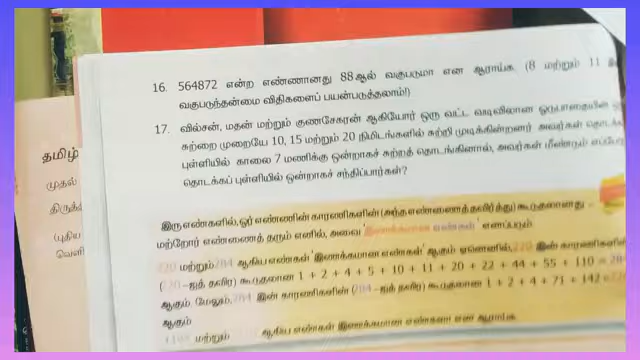 16. 564872 என்ற எண்ணானது 88ஆல் வகுபடுமா என ஆராய்க. (8 மற்றும் 11 இன்
வகுபடுந்தன்மை விதிகளைப் பயன்படுத்தலாம்!)
17. வில்சன், மதன் மற்றும் குணசேகரன் ஆகியோர் ஒரு வட்ட வடிவிலான ஒடுபாதையின் ஒரு
சுற்றை முறையே 10, 15 மற்றும் 20 நிமிடங்களில் சுற்றி முடிக்கின்றனர் அவர்கள் தொடக்க
புள்ளியில் காலை 7 மணிக்கு ஒன்றாகச் சுற்றத் தொடங்கினால், அவர்கள் மீண்டும் எப்போ
தொடக்கப் புள்ளியில் ஒன்றாகச் சந்திப்பார்கள்?
தமிழ்
முதல்
திருக்
(புதிய
வெளி
இரு எண்களில், ஓர் எண்ணின் காரணிகளின் (அந்த எண்ணைத் தவிர்த்து) கூடுதலானது
மற்றோர் எண்ணைத் தரும் எனில், அவை 'இணக்கமான எண்கள்' எனப்படும்
220 மற்றும் 284 ஆகிய எண்கள் 'இணக்கமான எண்கள்' ஆகும் ஏனெனில், 220 இன் காரணிகளின்
(220 –ஐத் தவிர) கூடுதலான 1 + 2 + 4 + 5 + 10 + 11 + 20 + 22 + 44 + 55 + 110 = 28
ஆகும் மேலும், 284 இன் காரணிகளின் (284 –ஐத் தவிர) கூடுதலான 1 + 2 + 4 + 71 + 142 =
ஆகும்
மற்றும் ஆகிய எண்கள் இணக்கமான எண்களா என ஆராய்க.